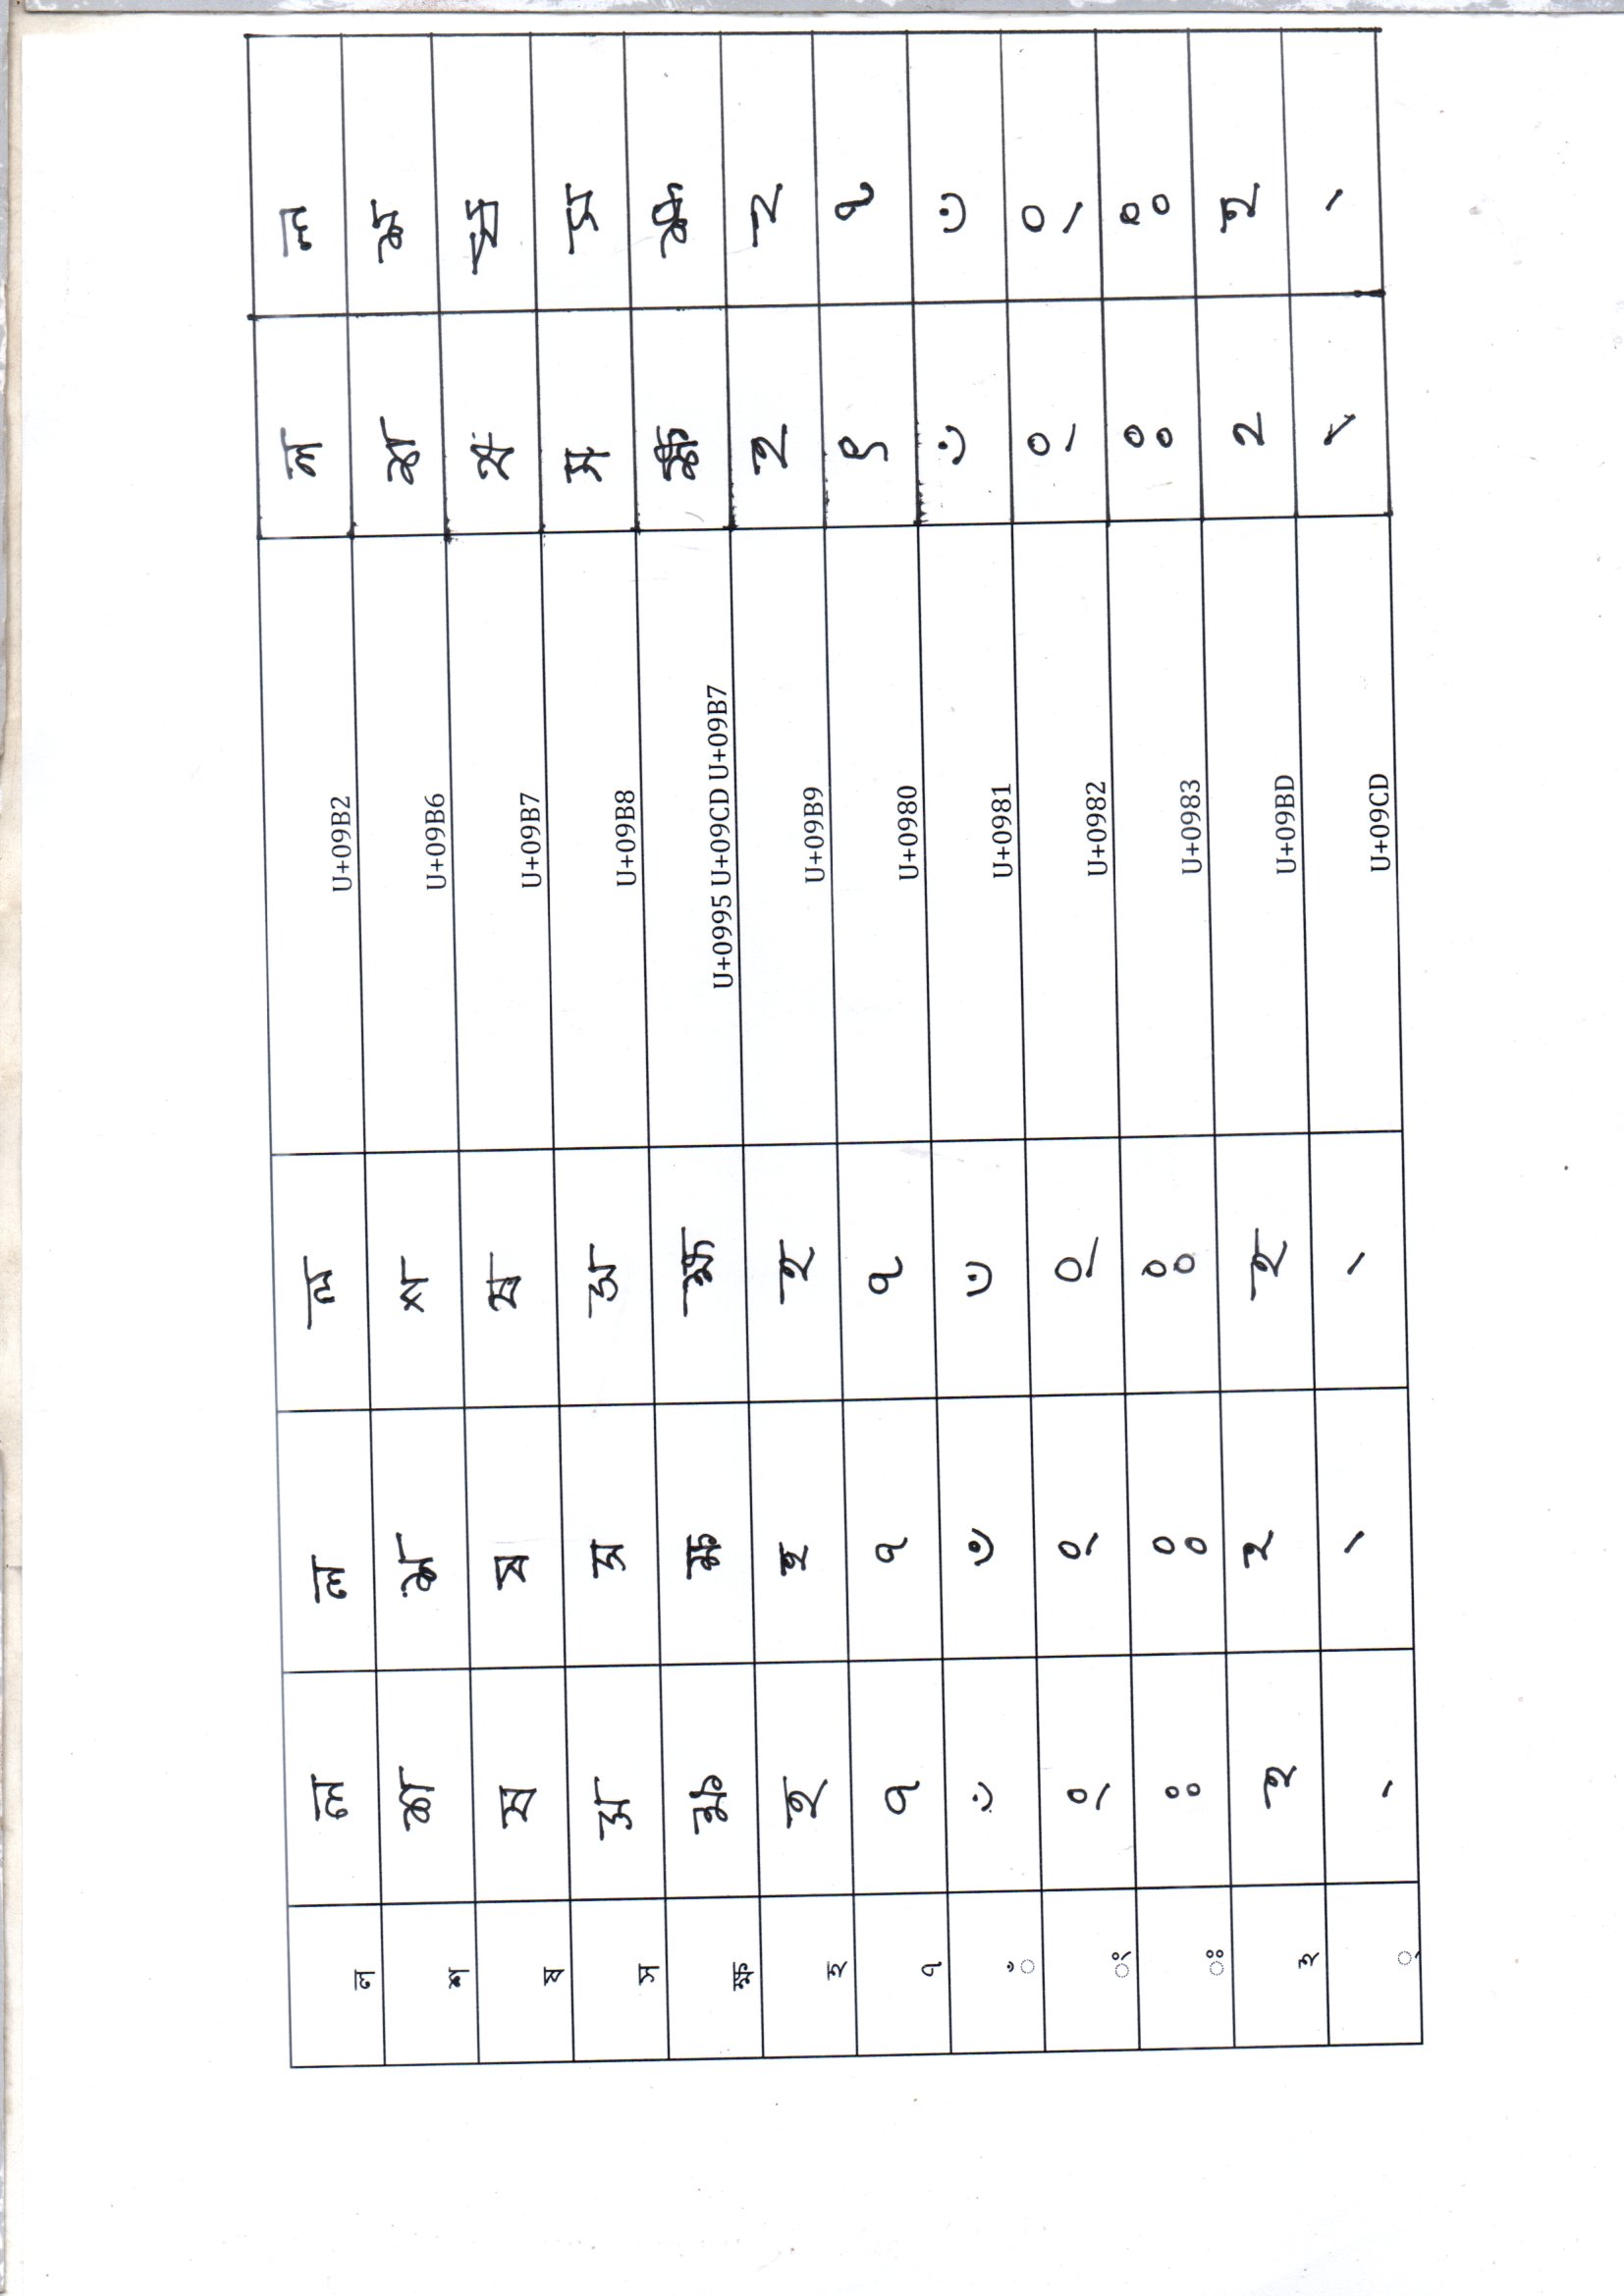 ল ল ল ল U+09B2 ল ল
শ শ শ শ U+09B6 শ শ
ষ ষ ষ ষ U+09B7 ষ ষ
স স স স U+09B8 স স
ক্ষ ক্ষ ক্ষ ক্ষ U+0995 U+09CD U+09B7 ক্ষ ক্ষ
হ হ হ হ U+09B9 হ হ
ঀ ঀ ঀ ঀ U+0980 ঀ ঀ
ঁ ঁ ঁ ঁ U+0981 ঁ ঁ
ং ং ং ং U+0982 ং ং
ঃ ঃ ঃ ঃ U+0983 ঃ ঃ
ঽ ঽ ঽ ঽ U+09BD ঽ ঽ
্ ্ ্ ্ U+09CD ্ ্